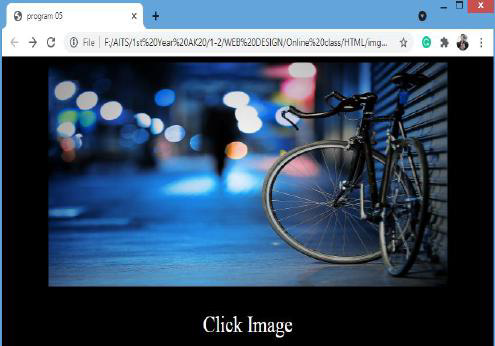 program 05
File | F:/AITS/1st%20Year%20AK20/1-2/WEB%20DESIGN/Online%20class/HTML/img...
Click Image